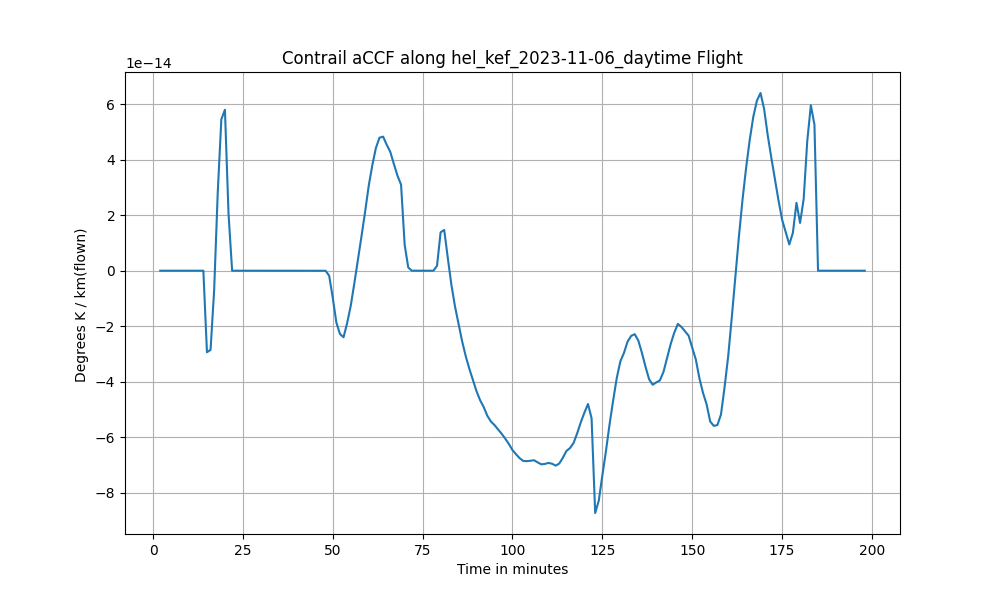 Contrail aCCF along hel_kef_2023-11-06_daytime Flight
1e−14
6
4
2
0
−2
−4
−6
−8
Degrees K / km(flown)
0 25 50 75 100 125 150 175 200
Time in minutes